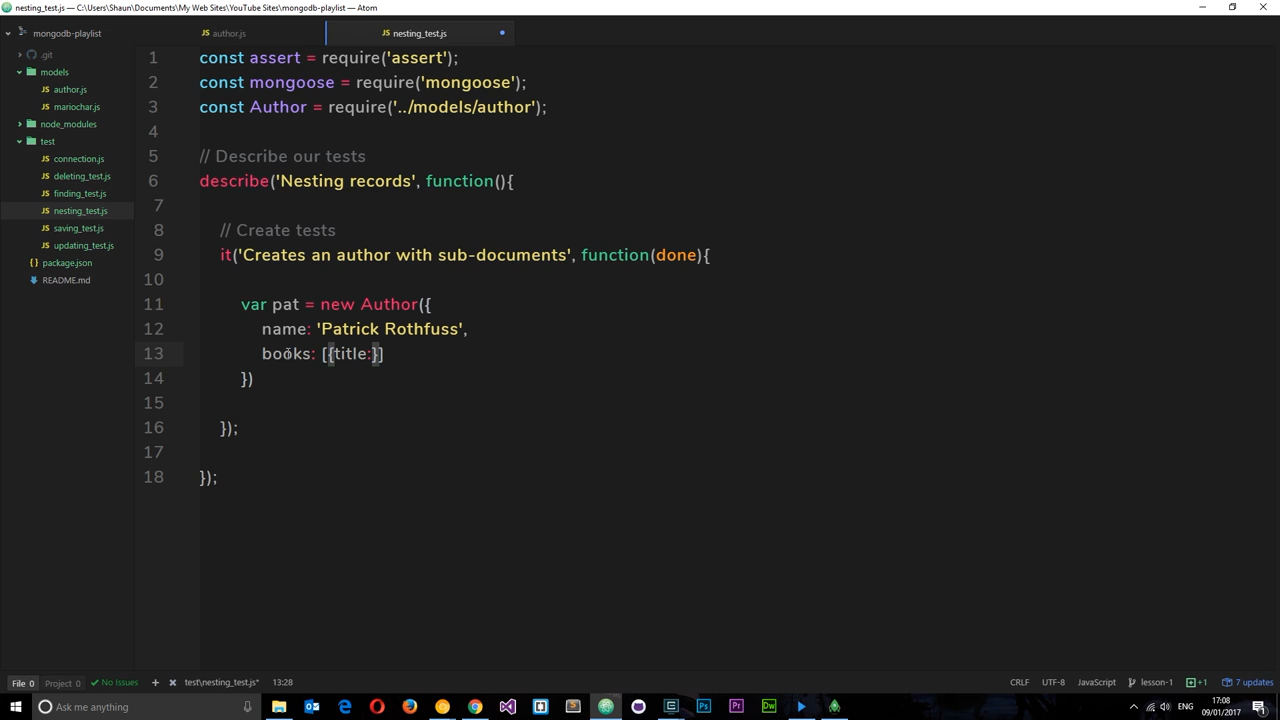 nesting_test.js — C:\Users\Shaun\Documents\My Web Sites\YouTube Sites\mongodb-playlist — Atom
mongodb-playlist
author.js
nesting_test.js
.git
models
author.js
mariochar.js
node_modules
test
connection.js
deleting_test.js
finding_test.js
nesting_test.js
saving_test.js
updating_test.js
package.json
README.md
1 const assert = require('assert');
2 const mongoose = require('mongoose');
3 const Author = require('../models/author');
4
5 // Describe our tests
6 describe('Nesting records', function(){
7
8 // Create tests
9 it('Creates an author with sub-documents', function(done){
10
11 var pat = new Author({
12 name: 'Patrick Rothfuss',
13 books: [{title:}]
14 })
15
16 });
17
18 });
File 0 Project 0 No Issues test\nesting_test.js* 13:28 CRLF UTF-8 JavaScript lesson-1 +1 7 updates
Ask me anything
ENG
17:08
09/01/2017